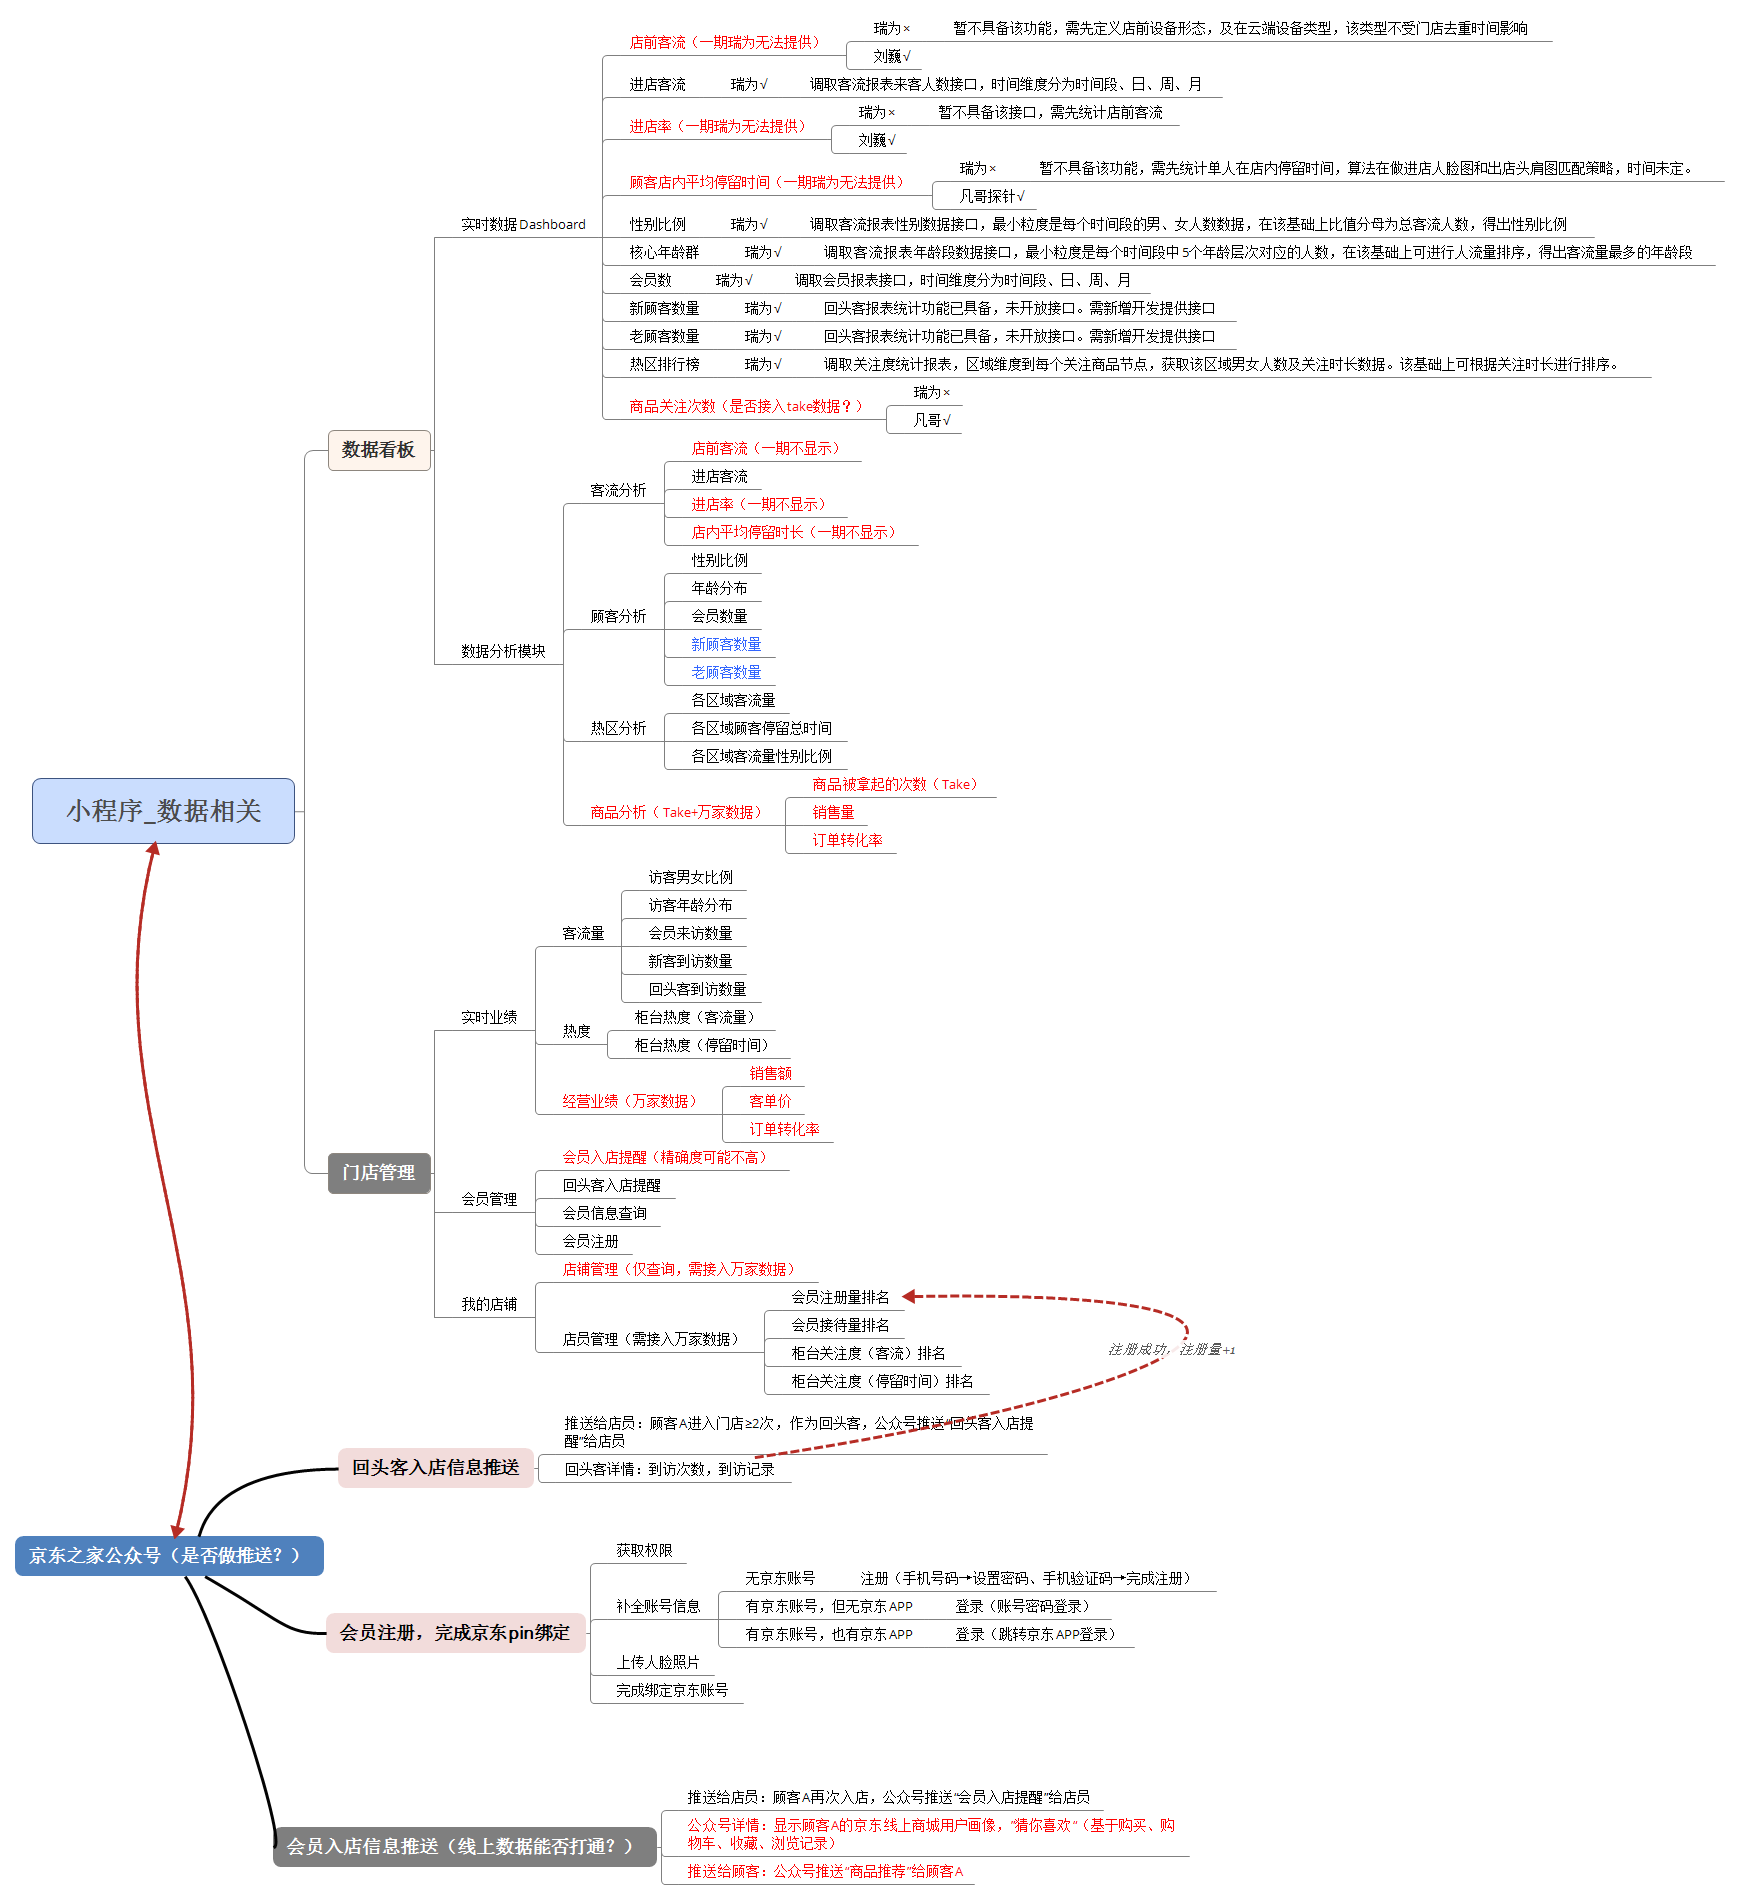 店前客流（一期瑞为无法提供）
瑞为×
暂不具备该功能，需先定义店前设备形态，及在云端设备类型，该类型不受门店去重时间影响
刘巍√
进店客流
瑞为√
调取客流报表来客人数接口，时间维度分为时间段、日、周、月
进店率（一期瑞为无法提供）
瑞为×
暂不具备该接口，需先统计店前客流
刘巍√
顾客店内平均停留时间（一期瑞为无法提供）
瑞为×
暂不具备该功能，需先统计单人在店内停留时间，算法在做进店人脸图和出店头肩图匹配策略，时间未定。
凡哥探针√
实时数据Dashboard
性别比例
瑞为√
调取客流报表性别数据接口，最小粒度是每个时间段的男、女人数数据，在该基础上比值分母为总客流人数，得出性别比例
核心年龄群
瑞为√
调取客流报表年龄段数据接口，最小粒度是每个时间段中5个年龄层次对应的人数，在该基础上可进行人流量排序，得出客流量最多的年龄段
会员数
瑞为√
调取会员报表接口，时间维度分为时间段、日、周、月
新顾客数量
瑞为√
回头客报表统计功能已具备，未开放接口。需新增开发提供接口
老顾客数量
瑞为√
回头客报表统计功能已具备，未开放接口。需新增开发提供接口
热区排行榜
瑞为√
调取关注度统计报表，区域维度到每个关注商品节点，获取该区域男女人数及关注时长数据。该基础上可根据关注时长进行排序。
商品关注次数（是否接入take数据？）
瑞为×
凡哥√
数据看板
客流分析
店前客流（一期不显示）
进店客流
进店率（一期不显示）
店内平均停留时长（一期不显示）
数据分析模块
顾客分析
性别比例
年龄分布
会员数量
新顾客数量
老顾客数量
热区分析
各区域客流量
各区域顾客停留总时间
各区域客流量性别比例
商品分析（Take+万家数据）
商品被拿起的次数（Take）
销售量
订单转化率
小程序_数据相关
实时业绩
客流量
访客男女比例
访客年龄分布
会员来访数量
新客到访数量
回头客到访数量
热度
柜台热度（客流量）
柜台热度（停留时间）
经营业绩（万家数据）
销售额
客单价
订单转化率
门店管理
会员管理
会员入店提醒（精确度可能不高）
回头客入店提醒
会员信息查询
会员注册
我的店铺
店铺管理（仅查询，需接入万家数据）
店员管理（需接入万家数据）
会员注册量排名
会员接待量排名
柜台关注度（客流）排名
柜台关注度（停留时间）排名
注册成功，注册量+1
回头客入店信息推送
推送给店员：顾客A进入门店≥2次，作为回头客，公众号推送“回头客入店提
醒”给店员
回头客详情：到访次数，到访记录
京东之家公众号（是否做推送？）
会员注册，完成京东pin绑定
获取权限
补全账号信息
无京东账号
注册（手机号码→设置密码、手机验证码→完成注册）
有京东账号，但无京东APP
登录（账号密码登录）
有京东账号，也有京东APP
登录（跳转京东APP登录）
上传人脸照片
完成绑定京东账号
会员入店信息推送（线上数据能否打通？）
推送给店员：顾客A再次入店，公众号推送“会员入店提醒”给店员
公众号详情：显示顾客A的京东线上商城用户画像，“猜你喜欢“（基于购买、购
物车、收藏、浏览记录）
推送给顾客：公众号推送“商品推荐”给顾客A